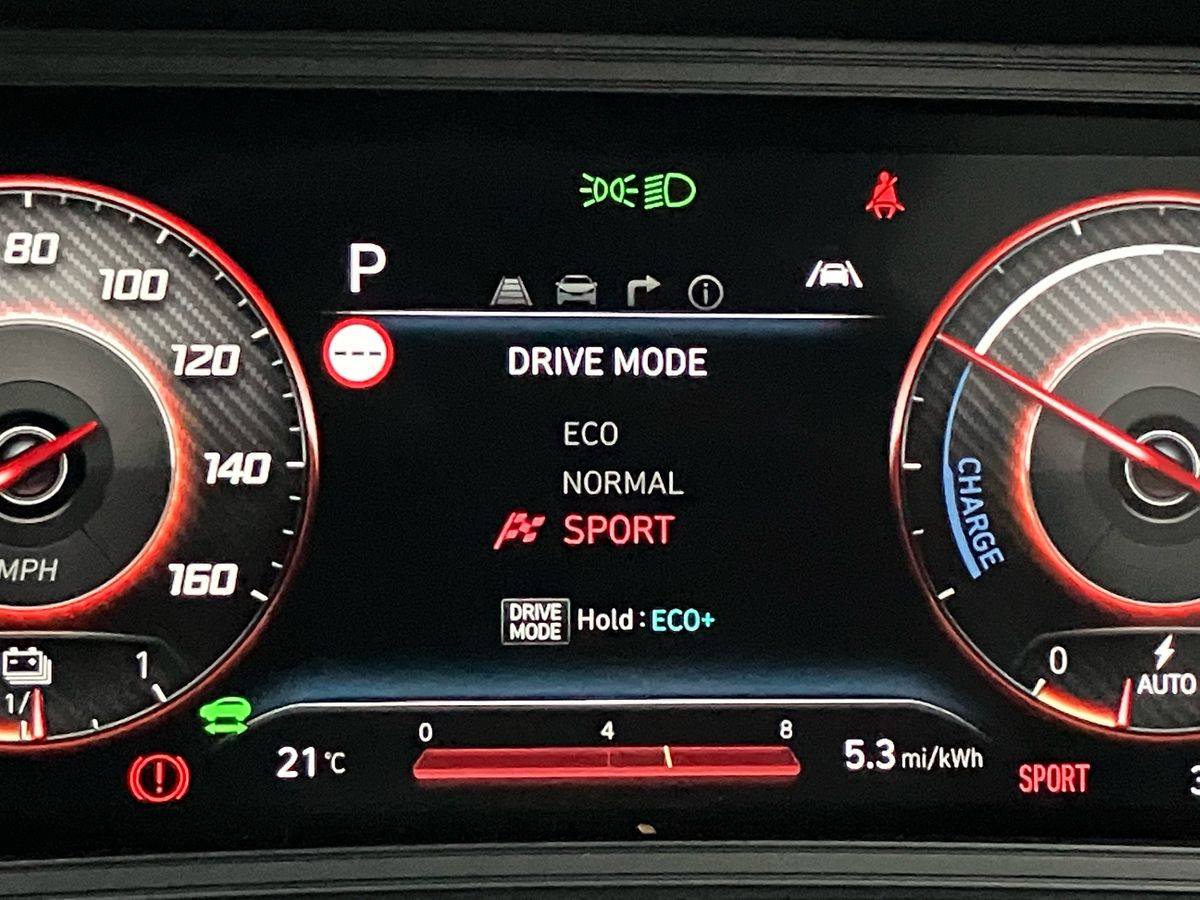 P
80
100
120
140
160
MPH
DRIVE MODE
ECO
NORMAL
SPORT
DRIVE MODE Hold : ECO+
CHARGE
1
1/
0
AUTO
21 °C
0 4 8
5.3 mi/kWh
SPORT